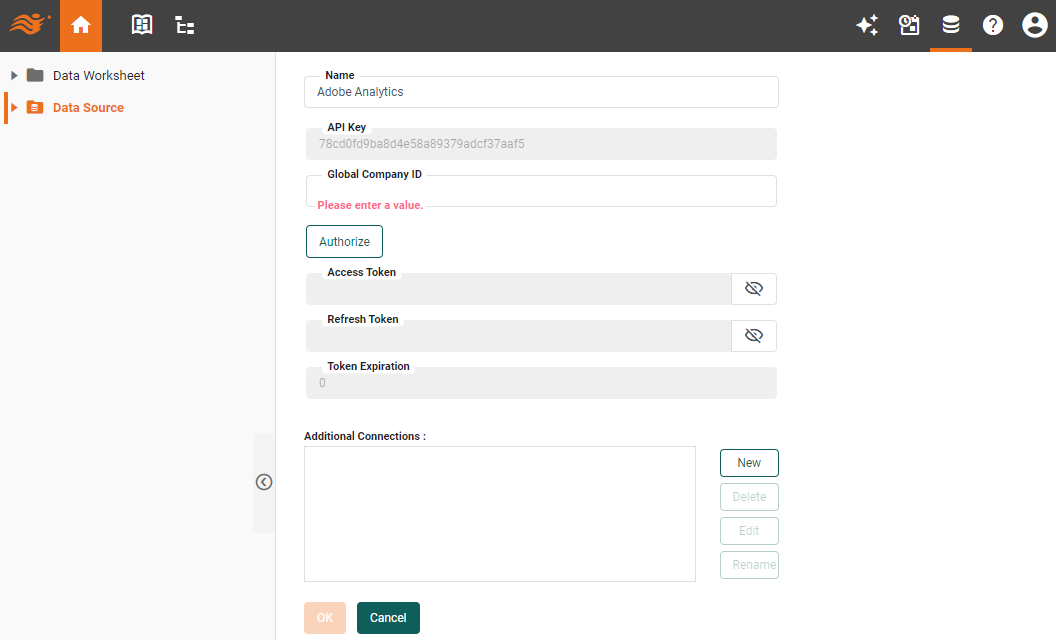 Data Worksheet
Data Source
Name
Adobe Analytics
API Key
78cd0fd9ba8d4e58a89379adcf37aaf5
Global Company ID
Please enter a value.
Authorize
Access Token
Refresh Token
Token Expiration
0
Additional Connections :
New
Delete
Edit
Rename
OK
Cancel